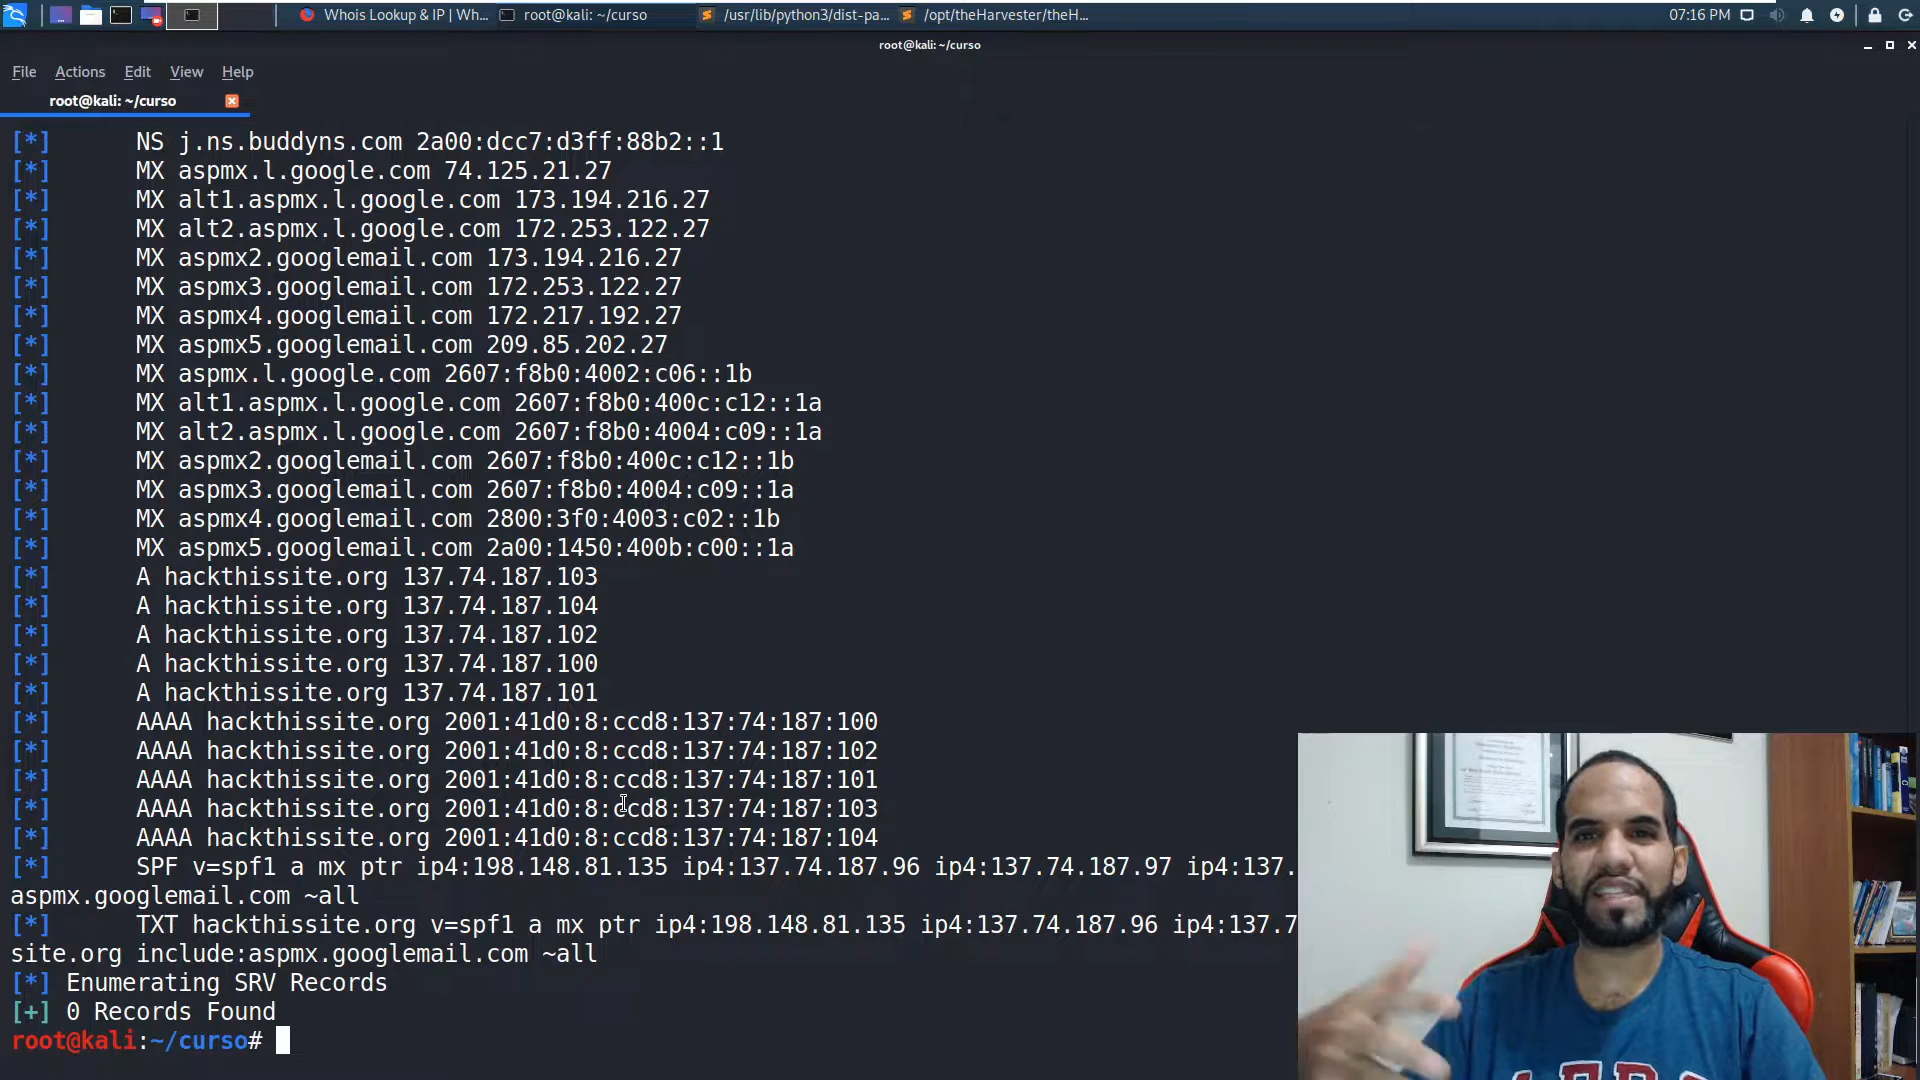 Whois Lookup & IP | Wh... root@kali: ~/curso /usr/lib/python3/dist-pa... /opt/theHarvester/theH... 07:16 PM
root@kali: ~/curso
File Actions Edit View Help
root@kali: ~/curso
[*] NS j.ns.buddyns.com 2a00:dcc7:d3ff:88b2::1
[*] MX aspmx.l.google.com 74.125.21.27
[*] MX alt1.aspmx.l.google.com 173.194.216.27
[*] MX alt2.aspmx.l.google.com 172.253.122.27
[*] MX aspmx2.googlemail.com 173.194.216.27
[*] MX aspmx3.googlemail.com 172.253.122.27
[*] MX aspmx4.googlemail.com 172.217.192.27
[*] MX aspmx5.googlemail.com 209.85.202.27
[*] MX aspmx.l.google.com 2607:f8b0:4002:c06::1b
[*] MX alt1.aspmx.l.google.com 2607:f8b0:400c:c12::1a
[*] MX alt2.aspmx.l.google.com 2607:f8b0:4004:c09::1a
[*] MX aspmx2.googlemail.com 2607:f8b0:400c:c12::1b
[*] MX aspmx3.googlemail.com 2607:f8b0:4004:c09::1a
[*] MX aspmx4.googlemail.com 2800:3f0:4003:c02::1b
[*] MX aspmx5.googlemail.com 2a00:1450:400b:c00::1a
[*] A hackthissite.org 137.74.187.103
[*] A hackthissite.org 137.74.187.104
[*] A hackthissite.org 137.74.187.102
[*] A hackthissite.org 137.74.187.100
[*] A hackthissite.org 137.74.187.101
[*] AAAA hackthissite.org 2001:41d0:8:ccd8:137:74:187:100
[*] AAAA hackthissite.org 2001:41d0:8:ccd8:137:74:187:102
[*] AAAA hackthissite.org 2001:41d0:8:ccd8:137:74:187:101
[*] AAAA hackthissite.org 2001:41d0:8:ccd8:137:74:187:103
[*] AAAA hackthissite.org 2001:41d0:8:ccd8:137:74:187:104
[*] SPF v=spf1 a mx ptr ip4:198.148.81.135 ip4:137.74.187.96 ip4:137.74.187.97 ip4:137.
aspmx.googlemail.com ~all
[*] TXT hackthissite.org v=spf1 a mx ptr ip4:198.148.81.135 ip4:137.74.187.96 ip4:137.7
site.org include:aspmx.googlemail.com ~all
[*] Enumerating SRV Records
[+] 0 Records Found
root@kali:~/curso#